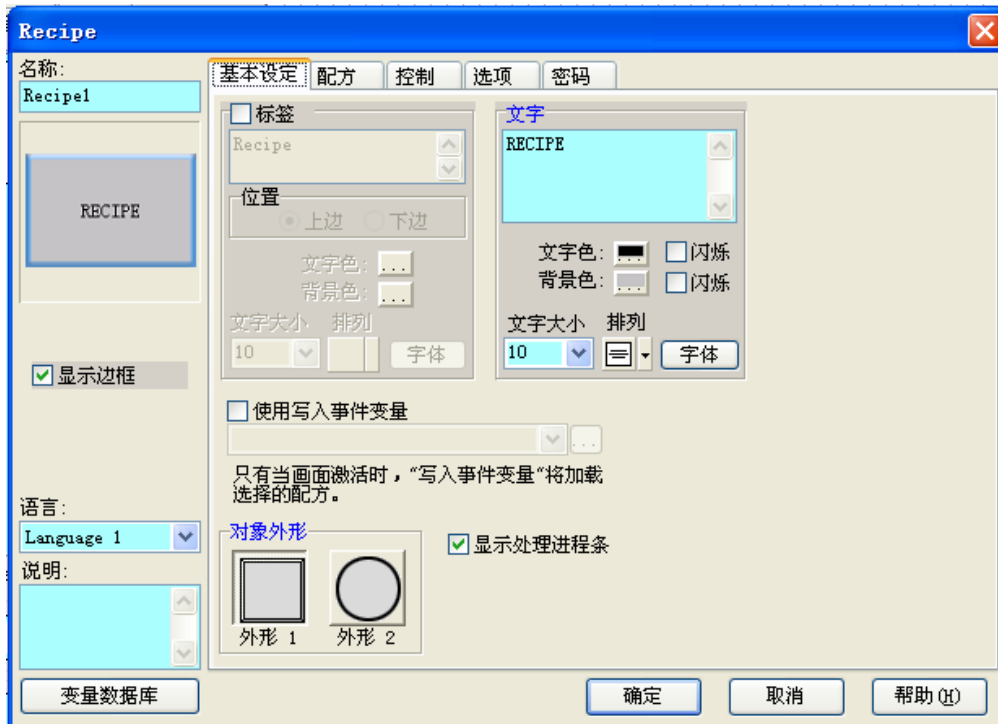 Recipe
名称:
Recipe1
RECIPE
显示边框
语言:
Language 1
说明:
变量数据库
基本设定 配方 控制 选项 密码
标签
Recipe
位置
上边 下边
文字色: ...
背景色: ...
文字大小 排列
10 字体
文字
RECIPE
文字色: ... 闪烁
背景色: ... 闪烁
文字大小 排列
10 字体
使用写入事件变量
...
只有当画面激活时，“写入事件变量“将加载
选择的配方。
对象外形
外形 1 外形 2
显示处理进程条
确定 取消 帮助(H)